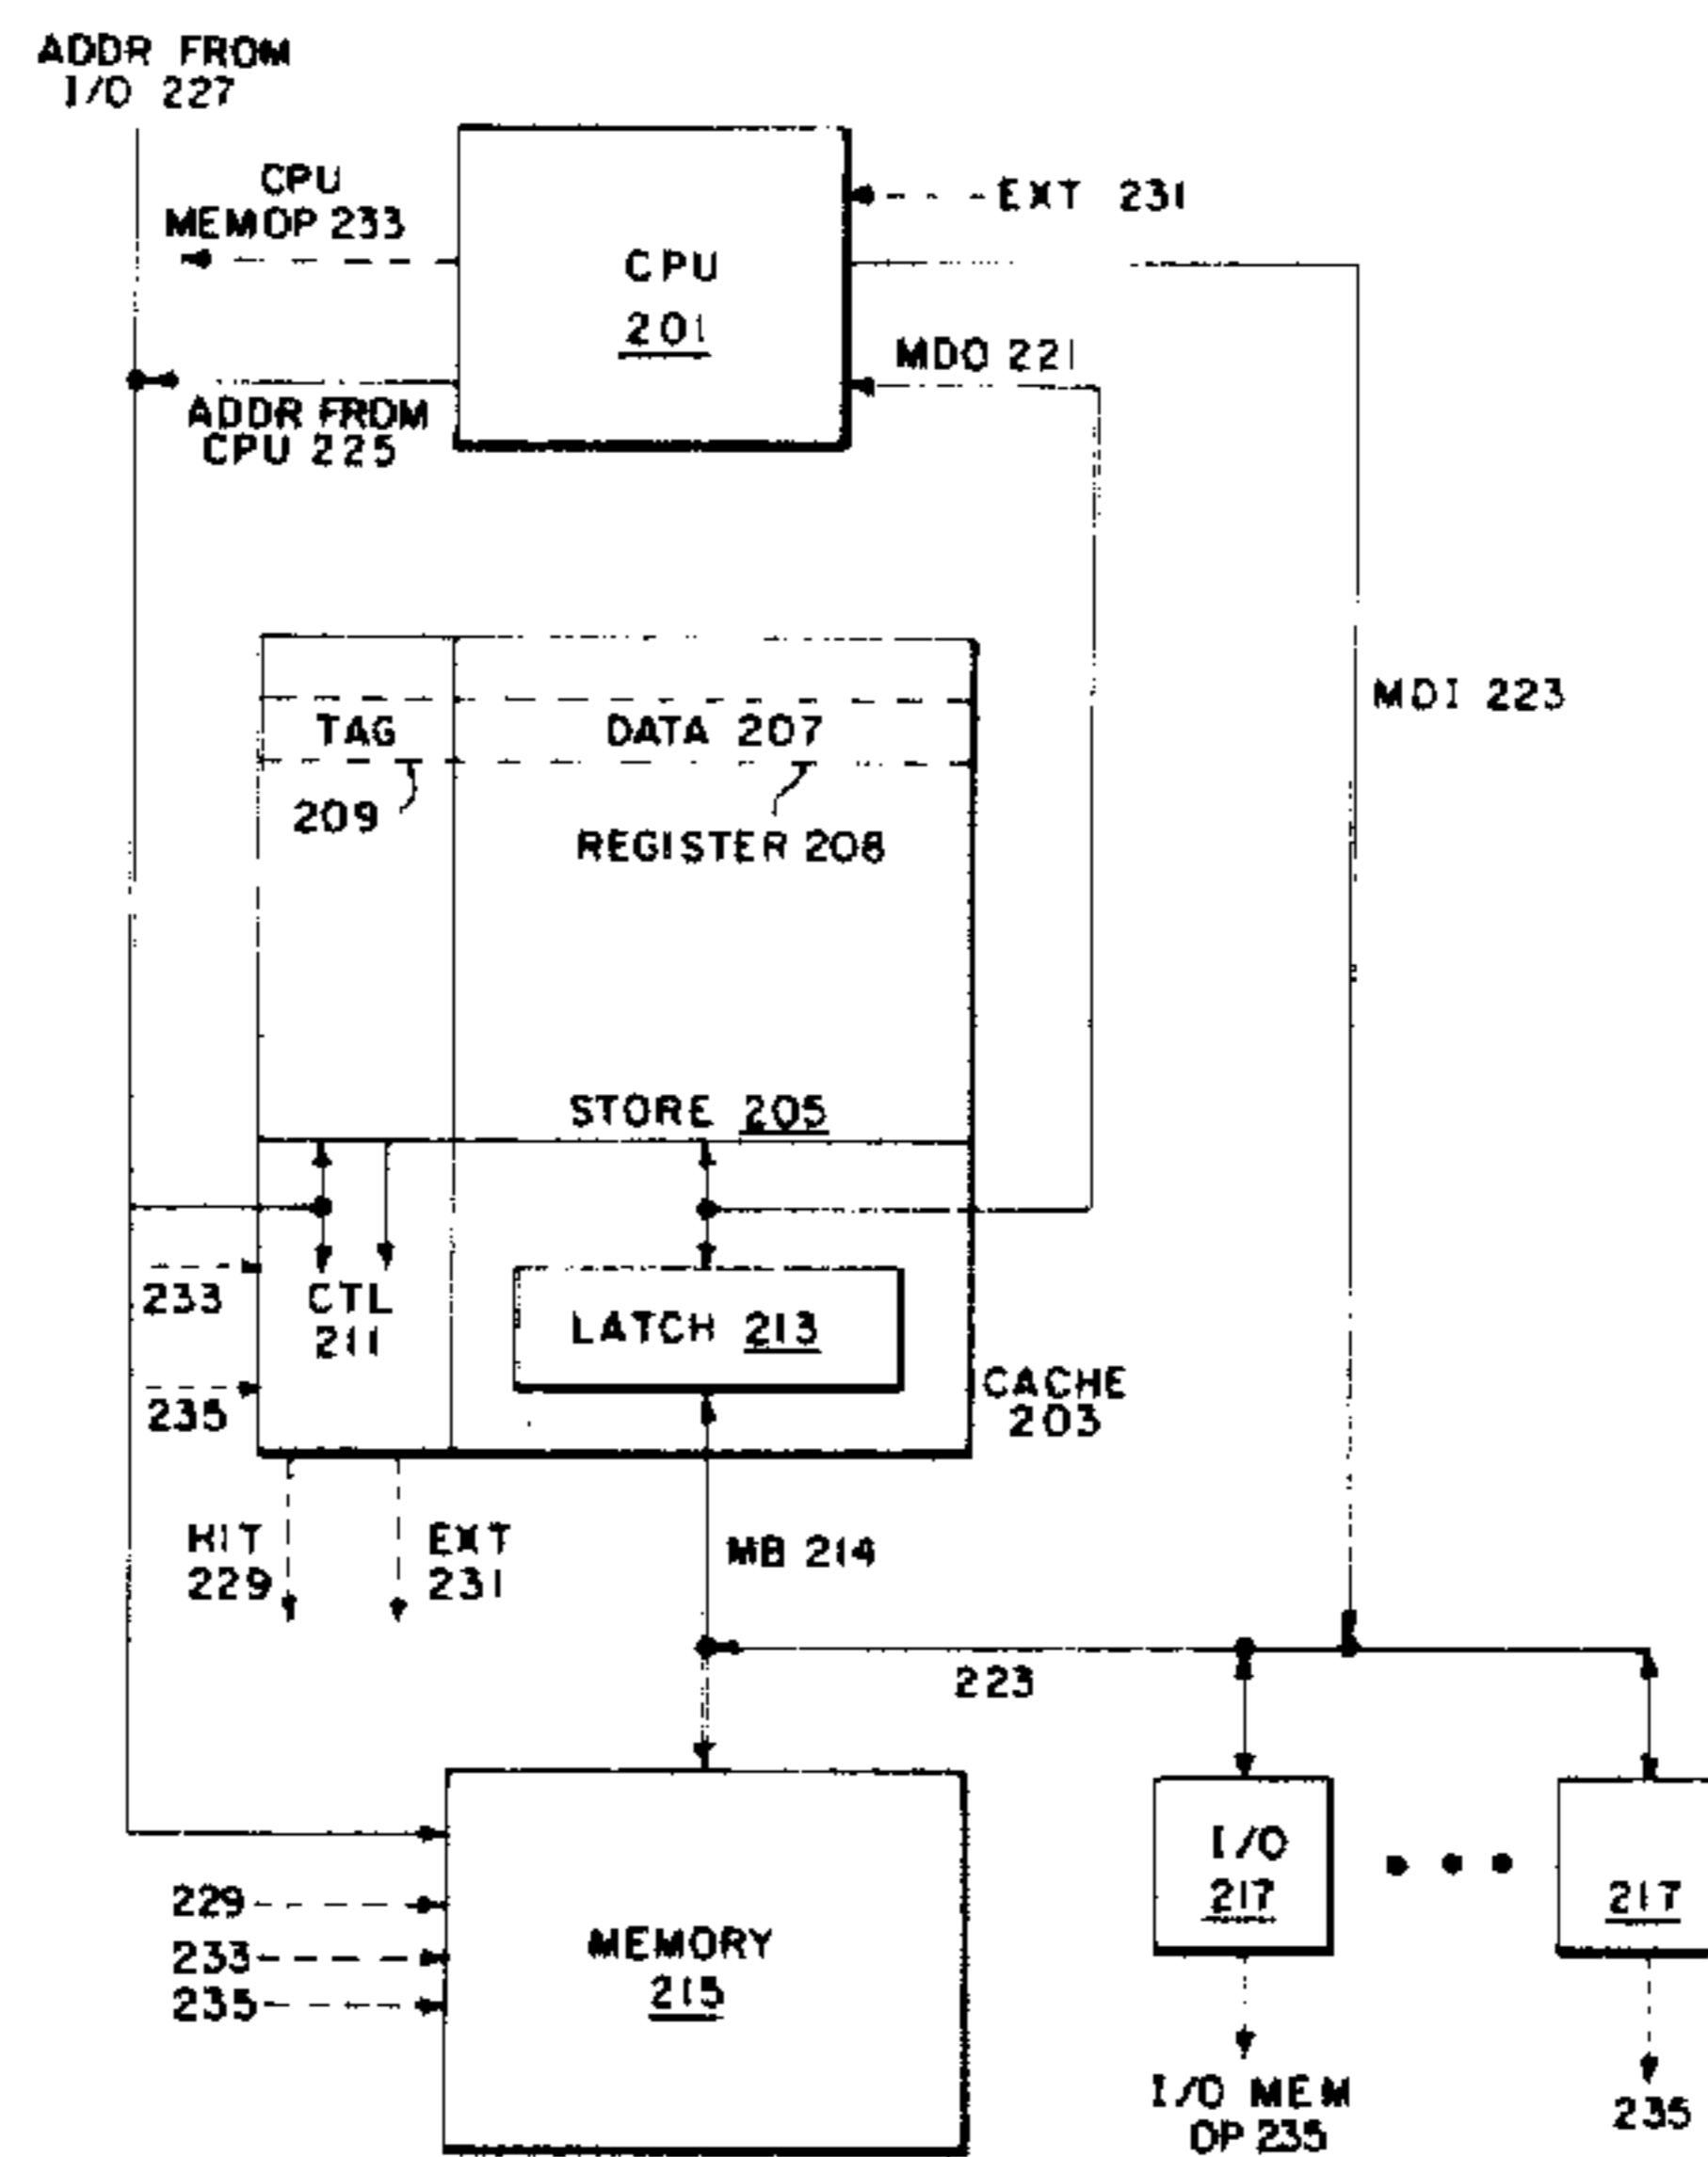 ADDR FROM
I/O 227
CPU
MEMOP 233
EXT 231
CPU
201
MDO 221
ADDR FROM
CPU 225
MDI 223
TAG
DATA 207
209
REGISTER 208
STORE 205
233
CTL
211
LATCH 213
235
CACHE
203
HIT
229
EXT
231
MB 214
223
I/O
217
217
229
233
235
MEMORY
215
I/O MEM
OP 235
235